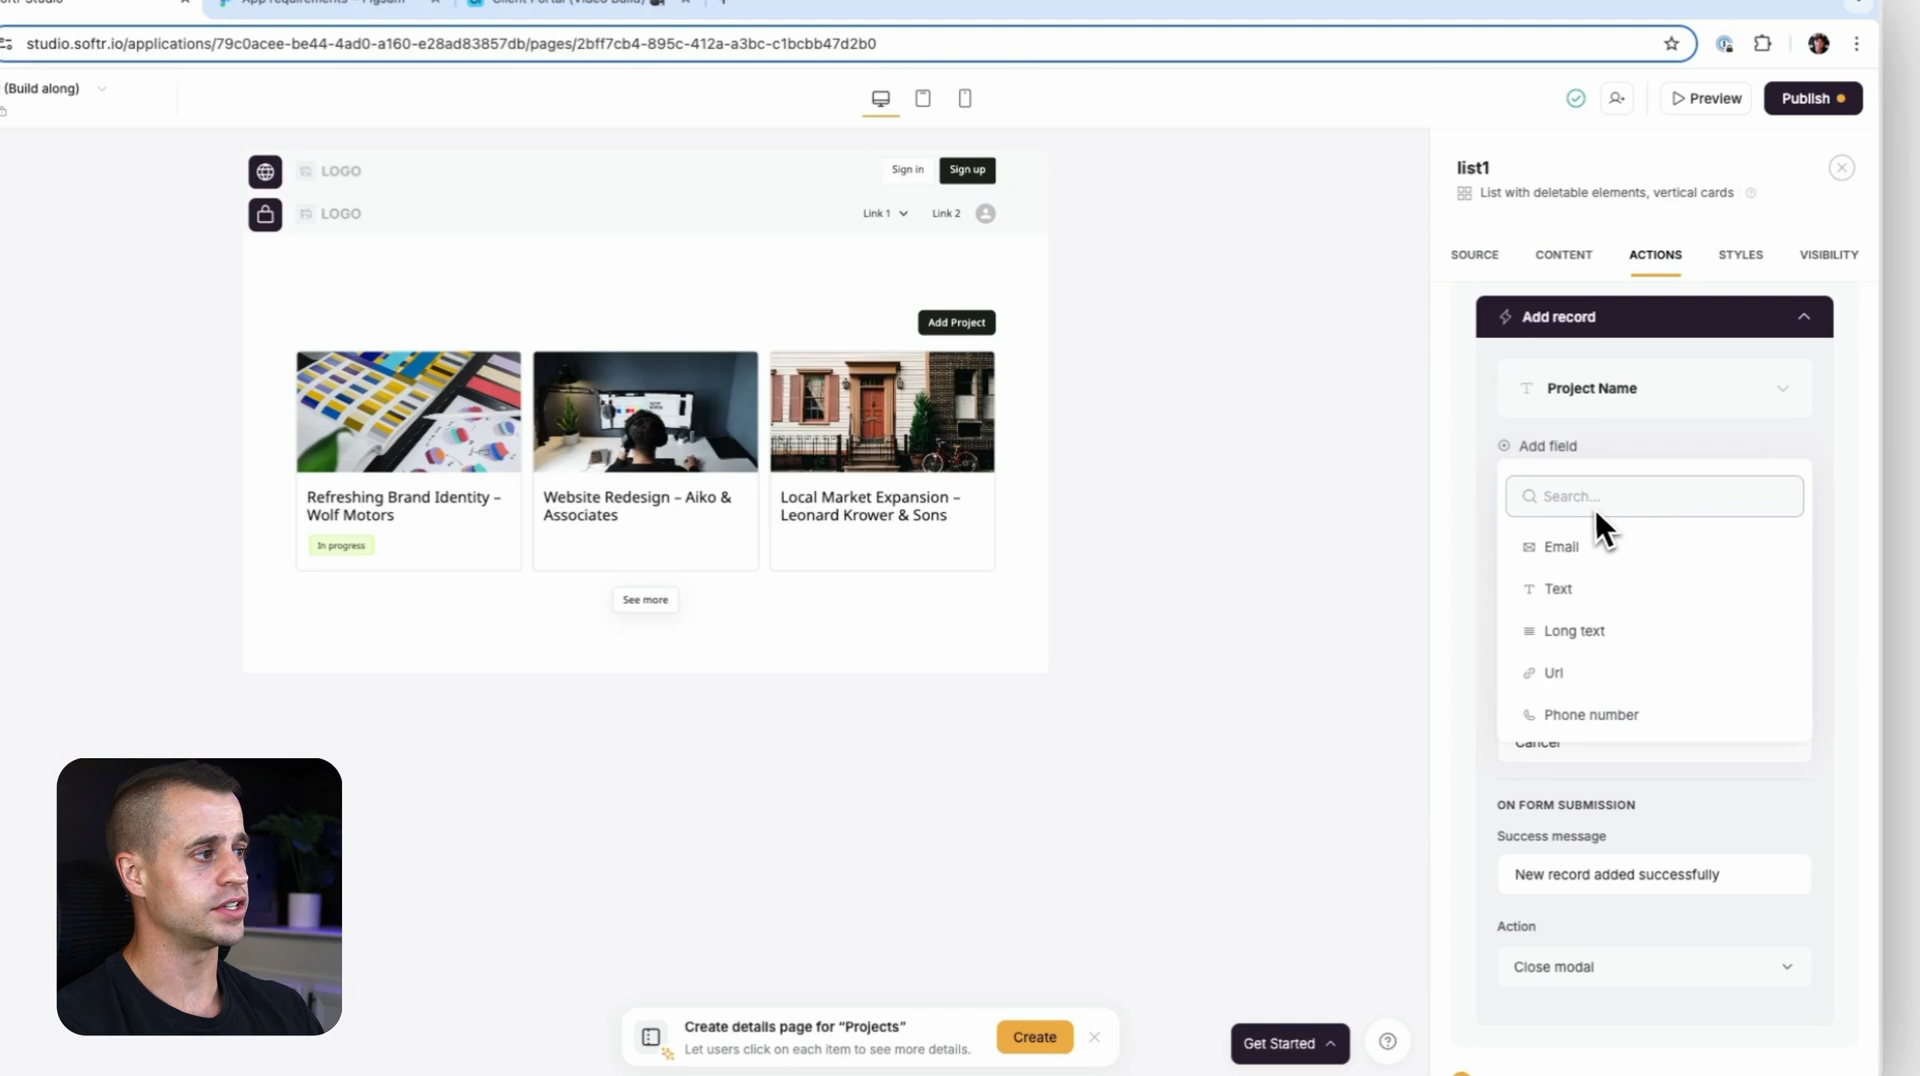 App requirements – FigJam
Client Portal (Video Build)
studio.softr.io/applications/79c0acee-be44-4ad0-a160-e28ad83857db/pages/2bff7cb4-895c-412a-a3bc-c1bcbb47d2b0
(Build along)
Preview
Publish
LOGO
Sign in
Sign up
LOGO
Link 1
Link 2
Add Project
Refreshing Brand Identity –
Wolf Motors
In progress
Website Redesign – Aiko &
Associates
Local Market Expansion –
Leonard Krower & Sons
See more
list1
List with deletable elements, vertical cards
SOURCE
CONTENT
ACTIONS
STYLES
VISIBILITY
Add record
Project Name
Add field
Search...
Email
Text
Long text
Url
Phone number
Cancel
ON FORM SUBMISSION
Success message
New record added successfully
Action
Close modal
Create details page for “Projects”
Let users click on each item to see more details.
Create
Get Started